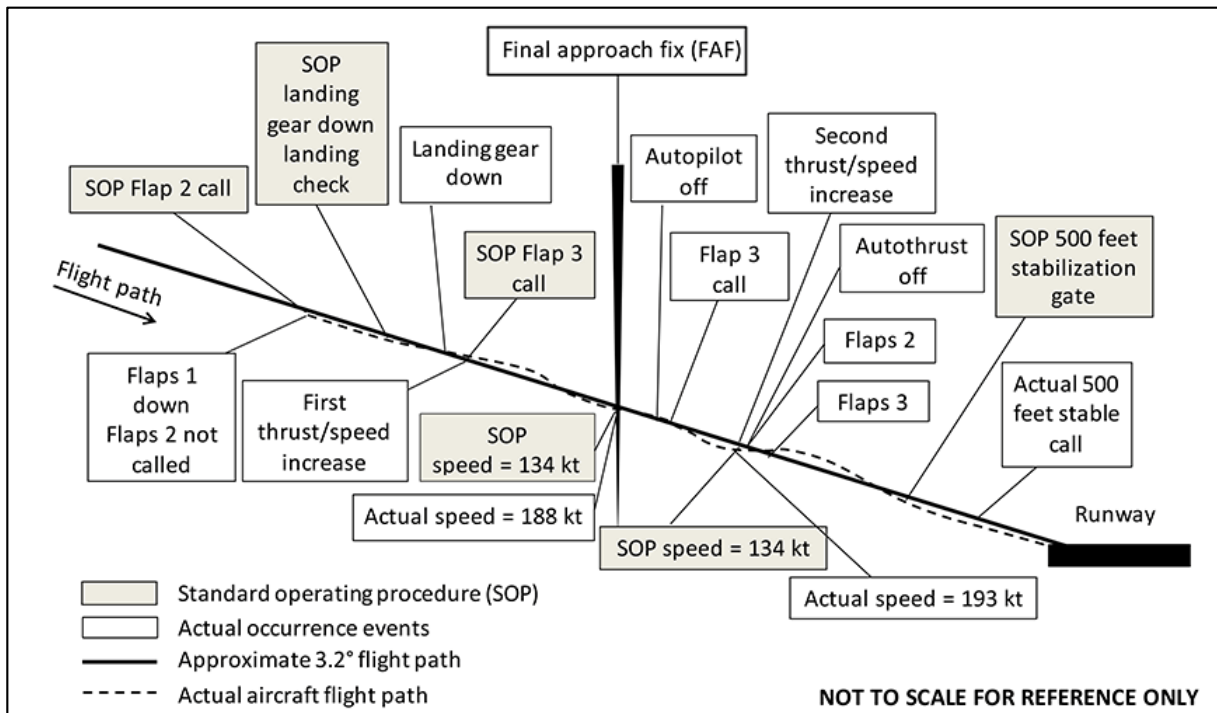 Final approach fix (FAF)
SOP
landing
gear down
landing
check
SOP Flap 2 call
Landing gear
down
SOP Flap 3
call
Flight path
Autopilot
off
Second
thrust/speed
increase
Flap 3
call
Autothrust
off
SOP 500 feet
stabilization
gate
Flaps 2
Flaps 3
Actual 500
feet stable
call
Flaps 1
down
Flaps 2 not
called
First
thrust/speed
increase
SOP
speed = 134 kt
Actual speed = 188 kt
SOP speed = 134 kt
Actual speed = 193 kt
Runway
Standard operating procedure (SOP)
Actual occurrence events
Approximate 3.2° flight path
Actual aircraft flight path
NOT TO SCALE FOR REFERENCE ONLY